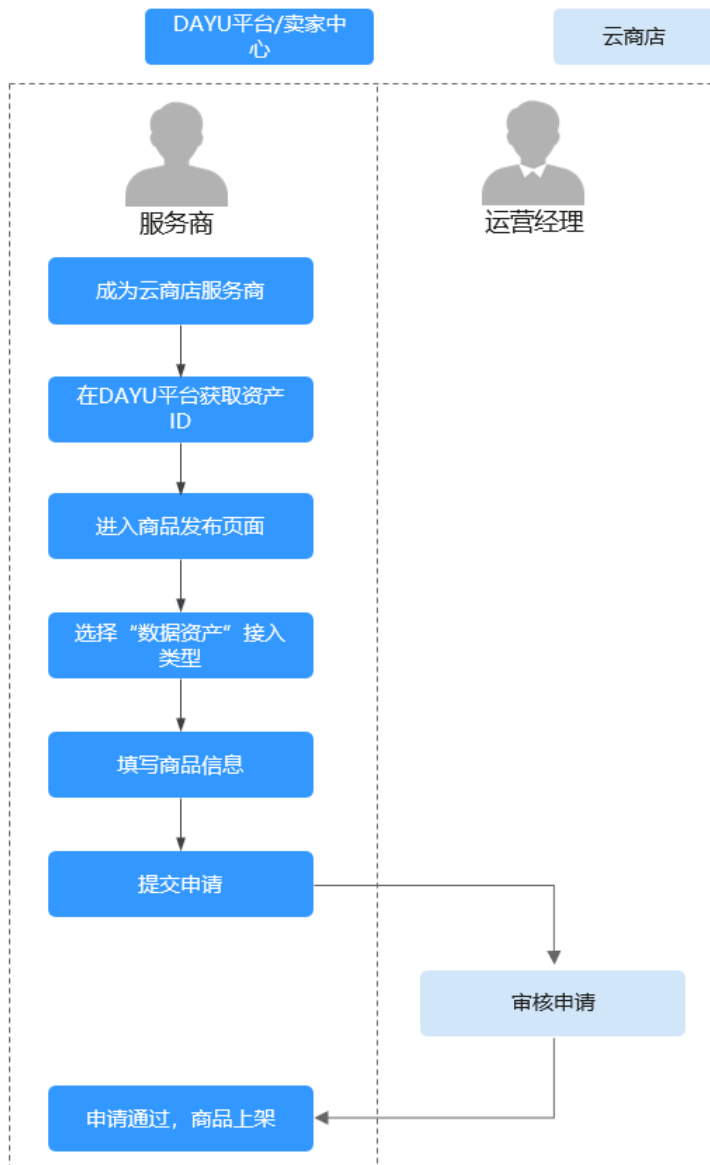 DAYU平台/卖家中
心
云商店
服务商
运营经理
成为云商店服务商
在DAYU平台获取资产
ID
进入商品发布页面
选择“数据资产”接入
类型
填写商品信息
提交申请
审核申请
申请通过，商品上架